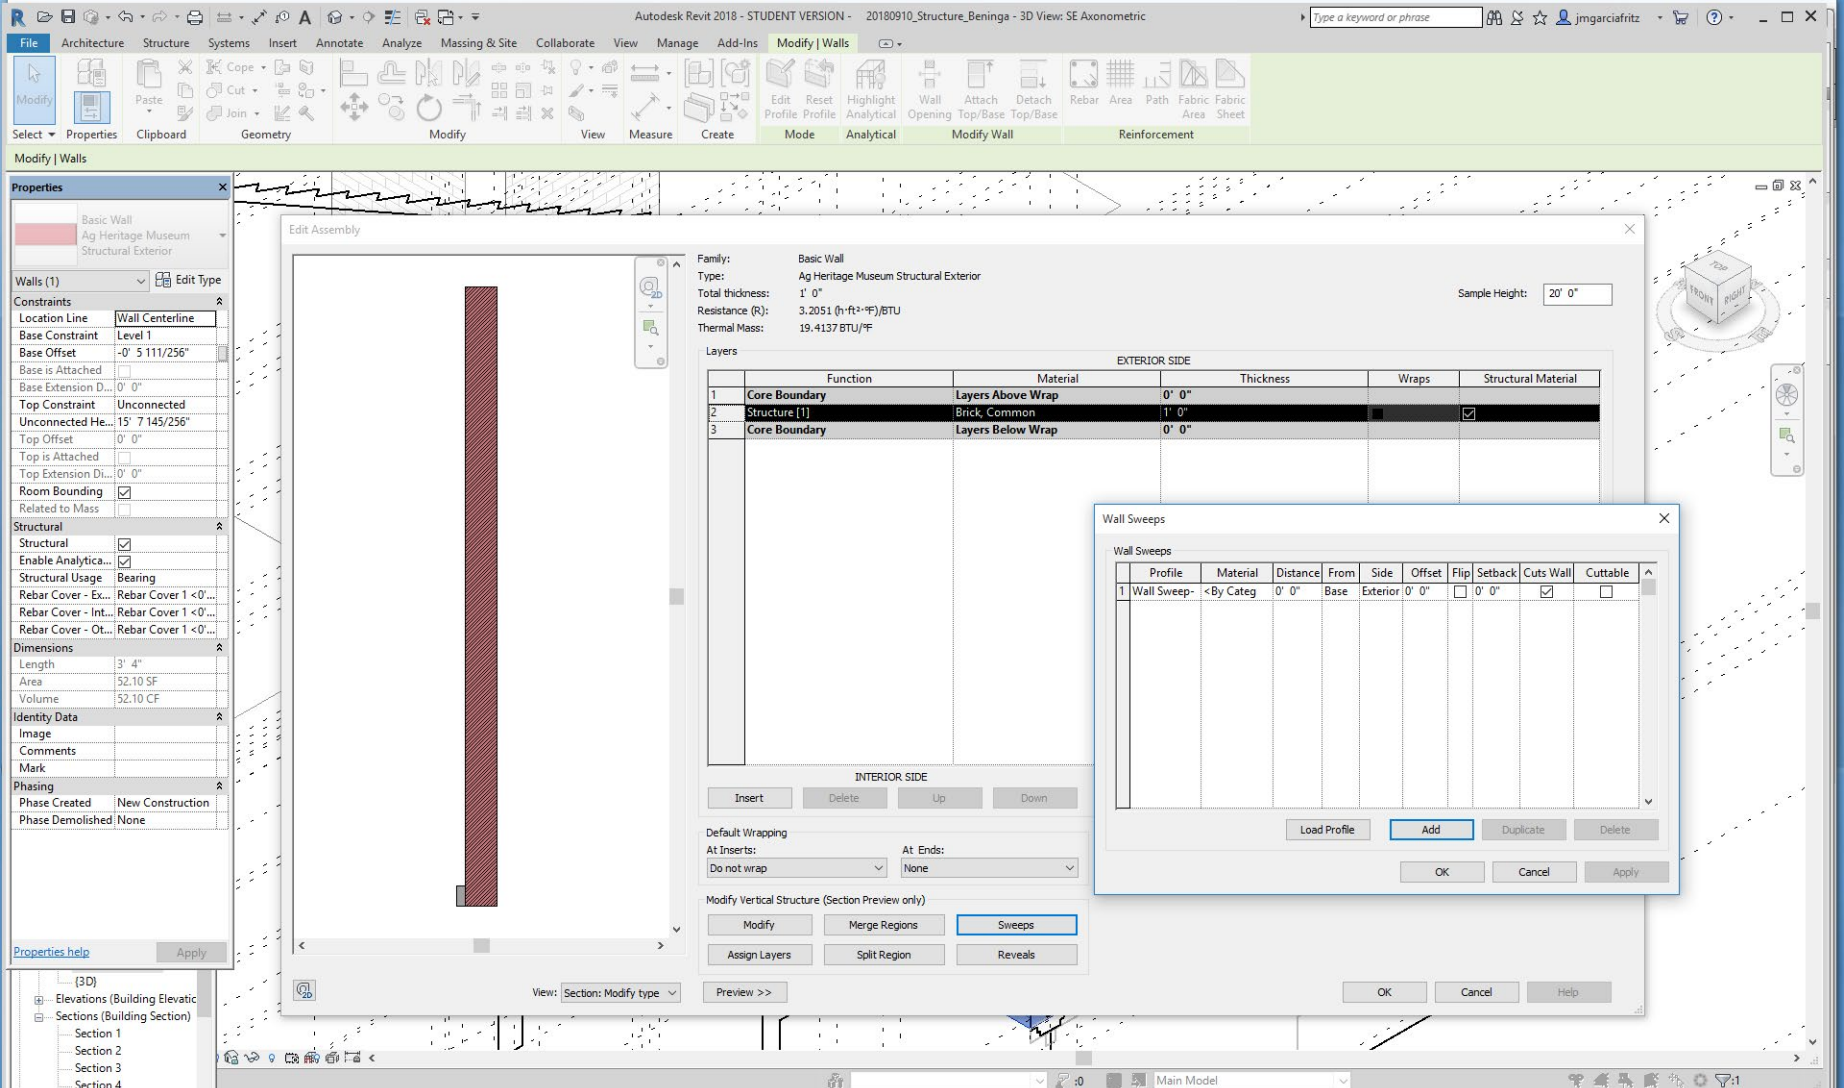 Autodesk Revit 2018 - STUDENT VERSION - 20180910_Structure_Beninga - 3D View: SE Axonometric
Type a keyword or phrase
jmgarciafritz
File Architecture Structure Systems Insert Annotate Analyze Massing & Site Collaborate View Manage Add-Ins Modify | Walls
Modify
Paste
Cope
Cut
Join
Edit Profile
Reset Profile
Highlight Analytical
Wall Opening
Attach Top/Base
Detach Top/Base
Rebar
Area
Path
Fabric Area
Fabric Sheet
Select Properties Clipboard Geometry Modify View Measure Create Mode Analytical Modify Wall Reinforcement
Modify | Walls
Properties
Basic Wall
Ag Heritage Museum
Structural Exterior
Walls (1) Edit Type
Constraints
Location Line Wall Centerline
Base Constraint Level 1
Base Offset -0' 5 111/256"
Base is Attached
Base Extension D... 0' 0"
Top Constraint Unconnected
Unconnected He... 15' 7 145/256"
Top Offset 0' 0"
Top is Attached
Top Extension Di... 0' 0"
Room Bounding
Related to Mass
Structural
Structural
Enable Analytica...
Structural Usage Bearing
Rebar Cover - Ex... Rebar Cover 1 <0'...
Rebar Cover - Int... Rebar Cover 1 <0'...
Rebar Cover - Ot... Rebar Cover 1 <0'...
Dimensions
Length 3' 4"
Area 52.10 SF
Volume 52.10 CF
Identity Data
Image
Comments
Mark
Phasing
Phase Created New Construction
Phase Demolished None
Properties help Apply
{3D}
Elevations (Building Elevatic
Sections (Building Section)
Section 1
Section 2
Section 3
Section 4
Edit Assembly
Family: Basic Wall
Type: Ag Heritage Museum Structural Exterior
Total thickness: 1' 0"
Resistance (R): 3.2051 (h·ft²·°F)/BTU
Thermal Mass: 19.4137 BTU/°F
Sample Height: 20' 0"
Layers
EXTERIOR SIDE
Function Material Thickness Wraps Structural Material
1 Core Boundary Layers Above Wrap 0' 0"
2 Structure [1] Brick, Common 1' 0"
3 Core Boundary Layers Below Wrap 0' 0"
INTERIOR SIDE
Insert Delete Up Down
Default Wrapping
At Inserts: At Ends:
Do not wrap None
Modify Vertical Structure (Section Preview only)
Modify Merge Regions Sweeps
Assign Layers Split Region Reveals
View: Section: Modify type Preview >> OK Cancel Help
Wall Sweeps
Wall Sweeps
Profile Material Distance From Side Offset Flip Setback Cuts Wall Cuttable
1 Wall Sweep- <By Categ 0' 0" Base Exterior 0' 0" 0' 0"
Load Profile Add Duplicate Delete
OK Cancel Apply
TOP
FRONT
RIGHT
2D
2D
:0 Main Model :1